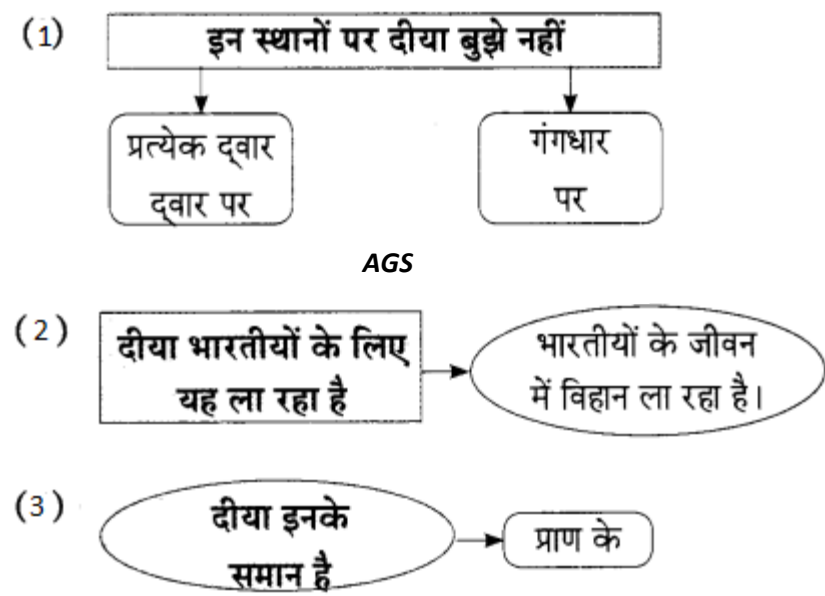 (1) इन स्थानों पर दीया बुझे नहीं
प्रत्येक द्‌वार
द्‌वार पर
गंगधार
पर
AGS
(2) दीया भारतीयों के लिए
यह ला रहा है
भारतीयों के जीवन
में विहान ला रहा है।
(3) दीया इनके
समान है
प्राण के